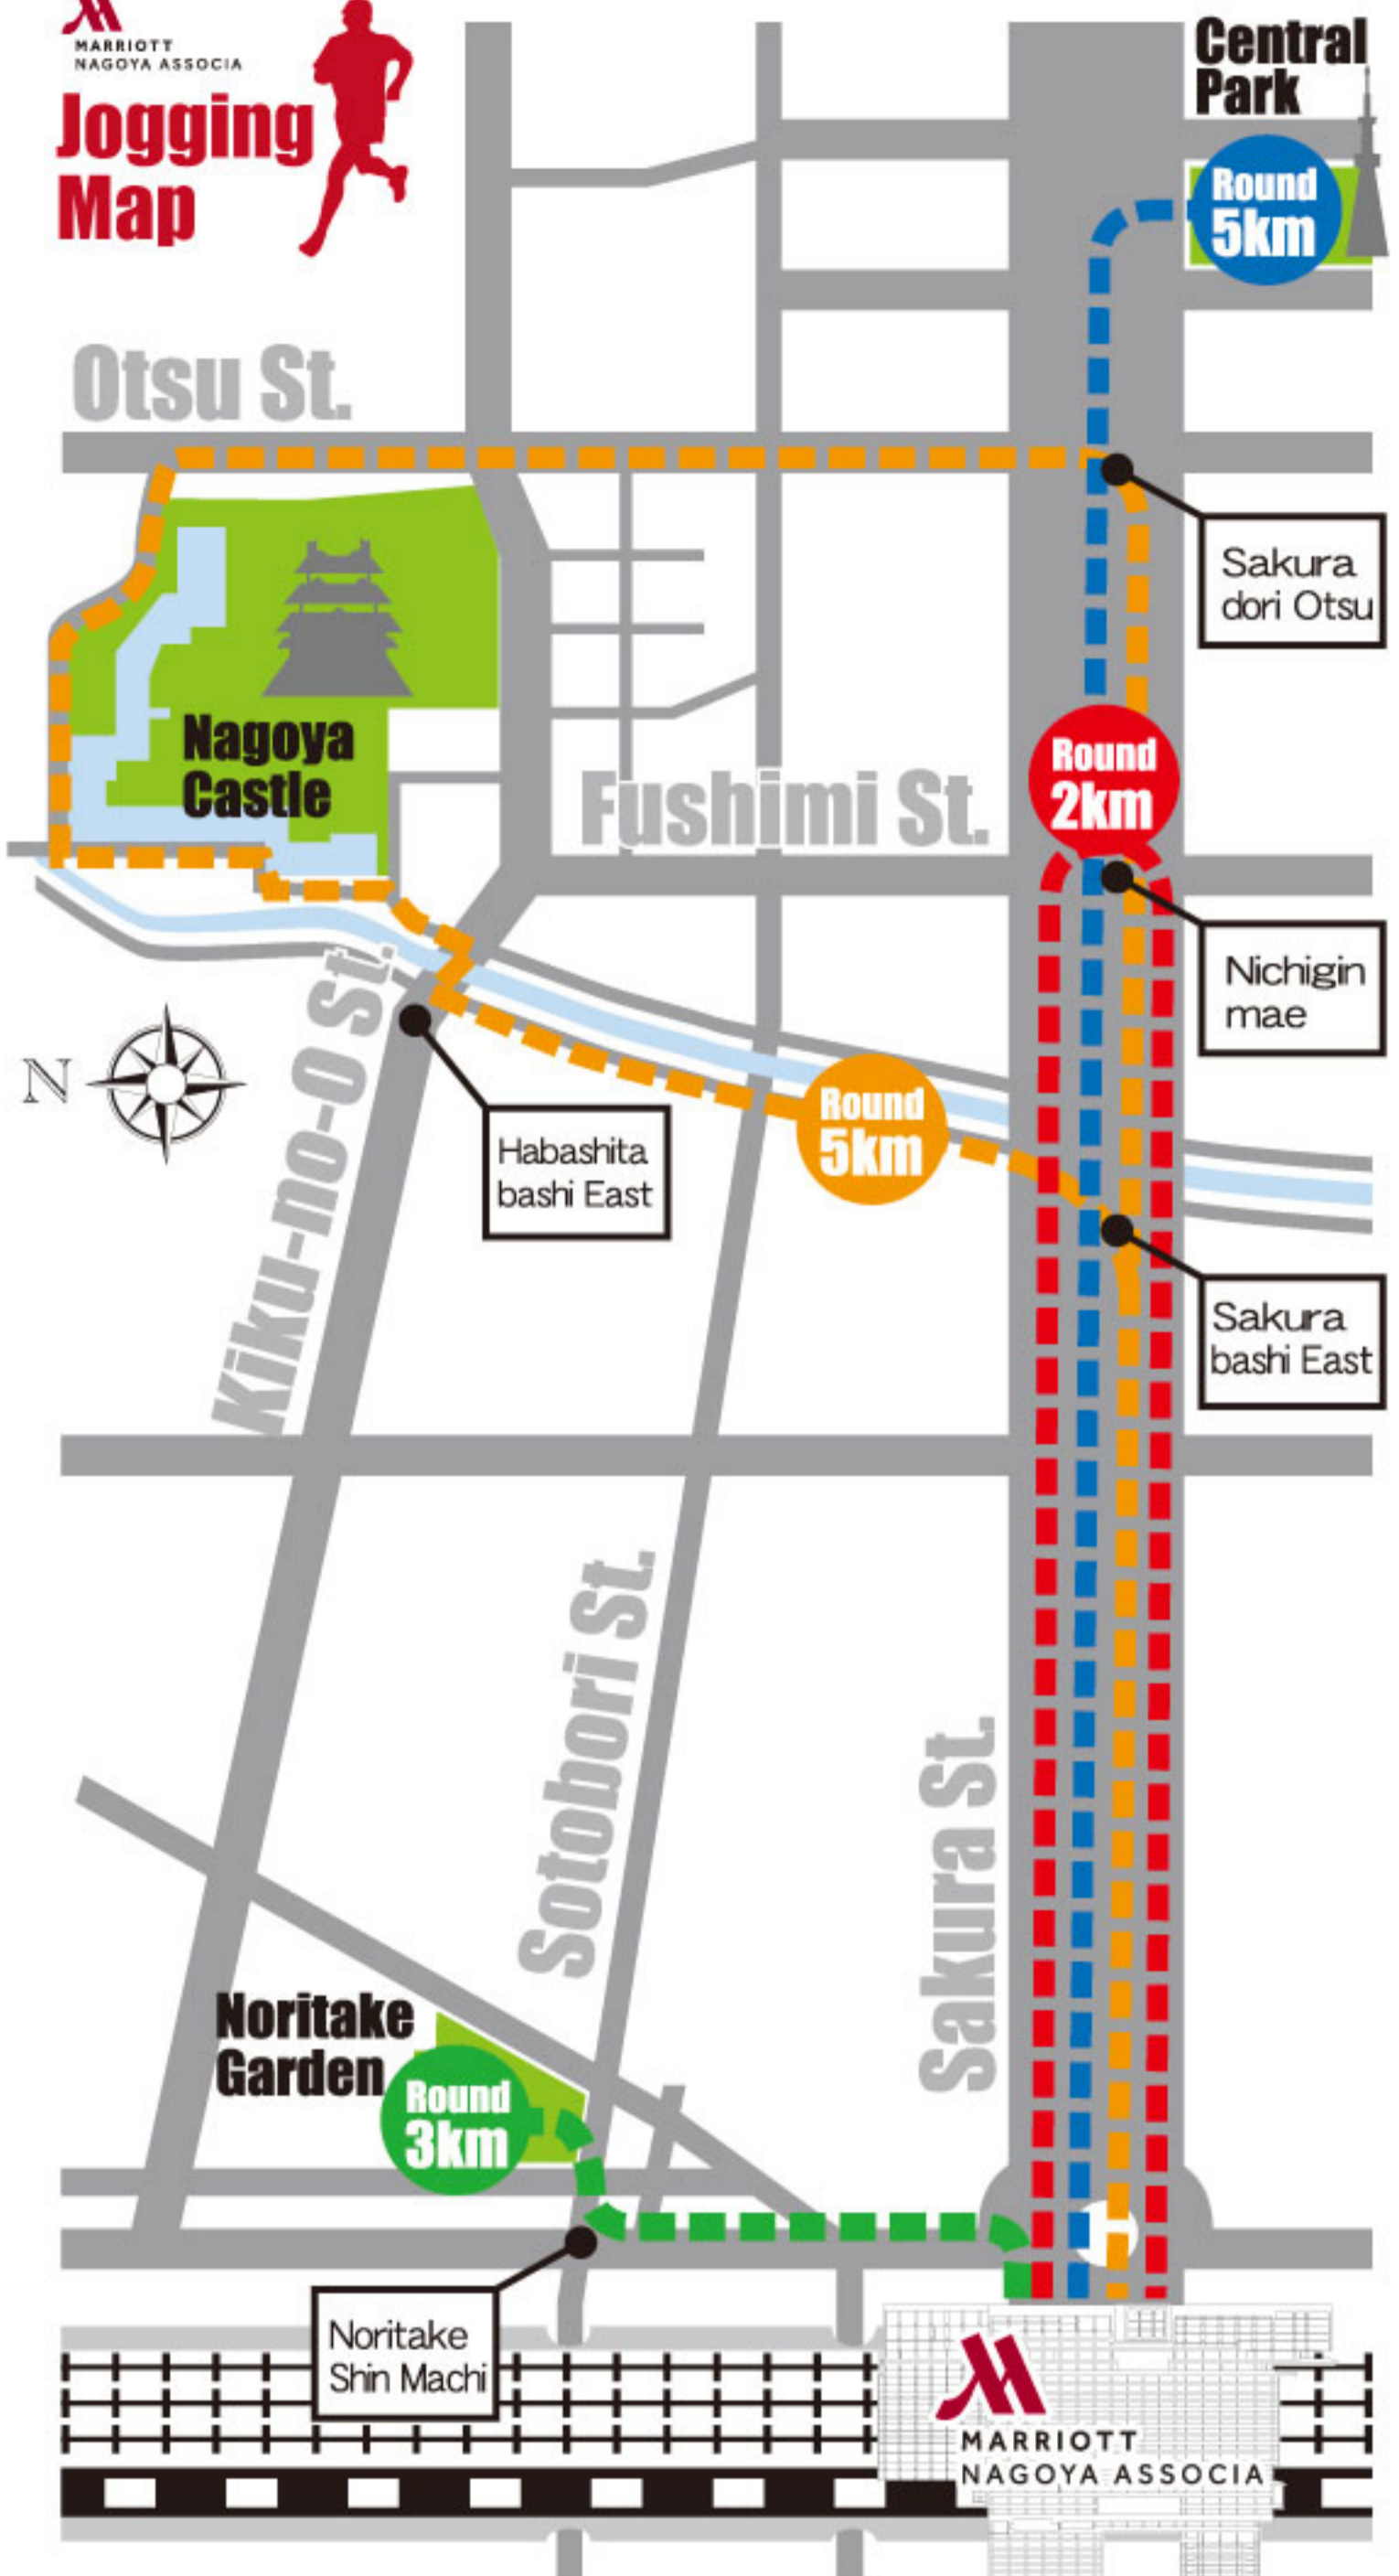 MARRIOTT
NAGOYA ASSOCIA
Jogging
Map
Central
Park
Round
5km
Otsu St.
Sakura
dori Otsu
Nagoya
Castle
Round
2km
Fushimi St.
Nichigin
mae
N
Kiku-no-O St.
Round
5km
Habashita
bashi East
Sakura
bashi East
Sotobori St.
Sakura St.
Noritake
Garden
Round
3km
Noritake
Shin Machi
MARRIOTT
NAGOYA ASSOCIA